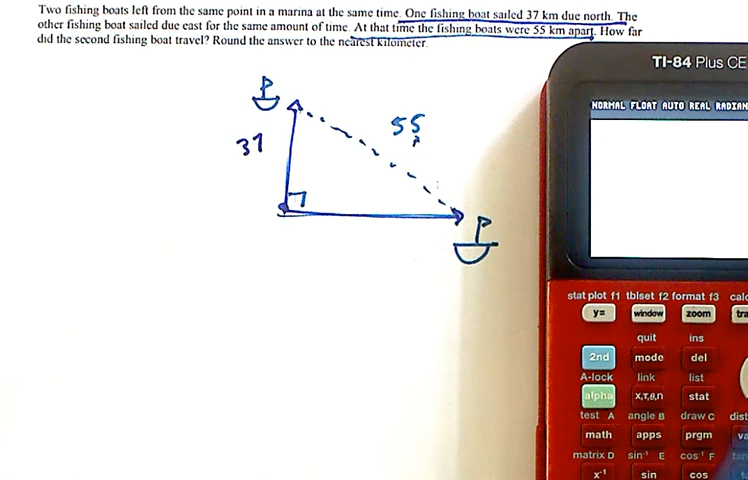 Two fishing boats left from the same point in a marina at the same time. One fishing boat sailed 37 km due north. The
other fishing boat sailed due east for the same amount of time. At that time the fishing boats were 55 km apart. How far
did the second fishing boat travel? Round the answer to the nearest kilometer.
37
55
TI-84 Plus CE
NORMAL FLOAT AUTO REAL RADIAN
stat plot f1 tblset f2 format f3 calc
y= window zoom tra
quit ins
2nd mode del
A-lock link list
alpha X,T,θ,n stat
test A angle B draw C dist
math apps prgm va
matrix D sin⁻¹ E cos⁻¹ F tan
x⁻¹ sin cos